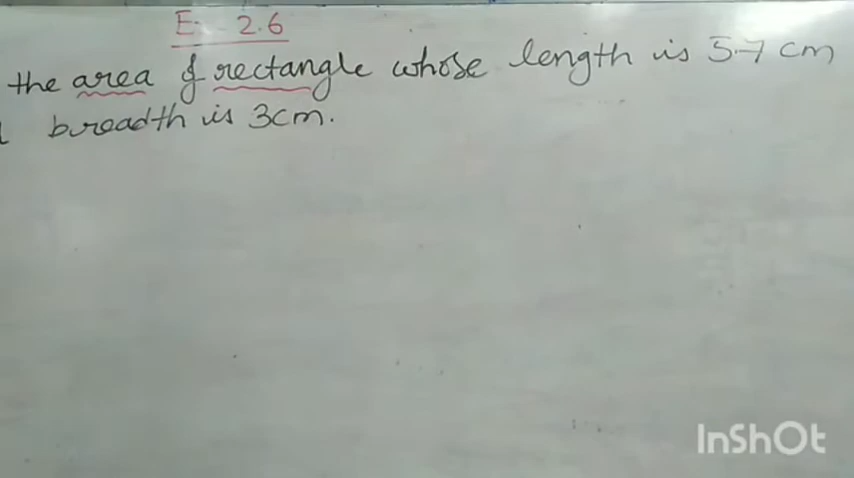 E. 2.6
the area of rectangle whose length is 5.7 cm
breadth is 3cm.
InShOt